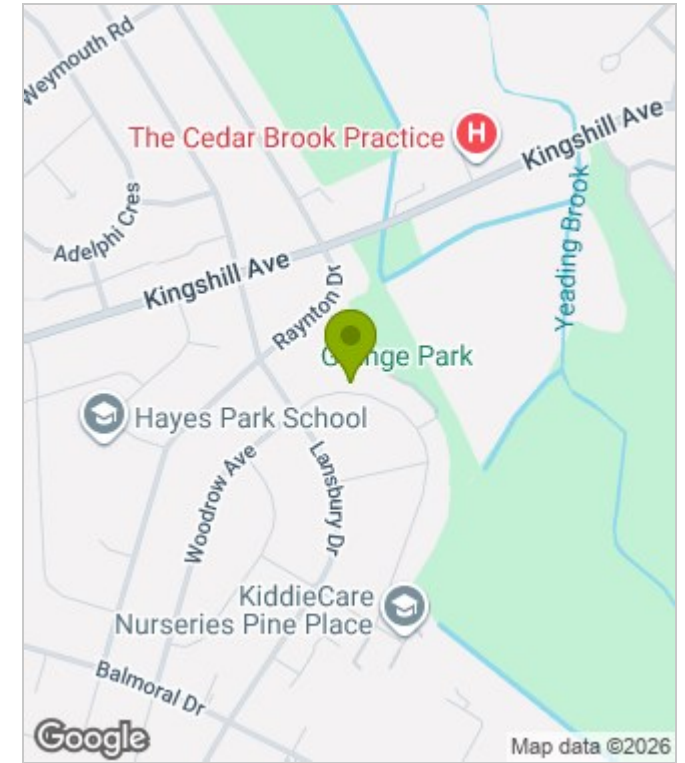 Weymouth Rd
The Cedar Brook Practice
H
Kingshill Ave
Adelphi Cres
Yeading Brook
Kingshill Ave
Raynton Dr
Park
Hayes Park School
Woodrow Ave
Lansbury Dr
KiddieCare
Nurseries Pine Place
Balmoral Dr
Google
Map data ©2026